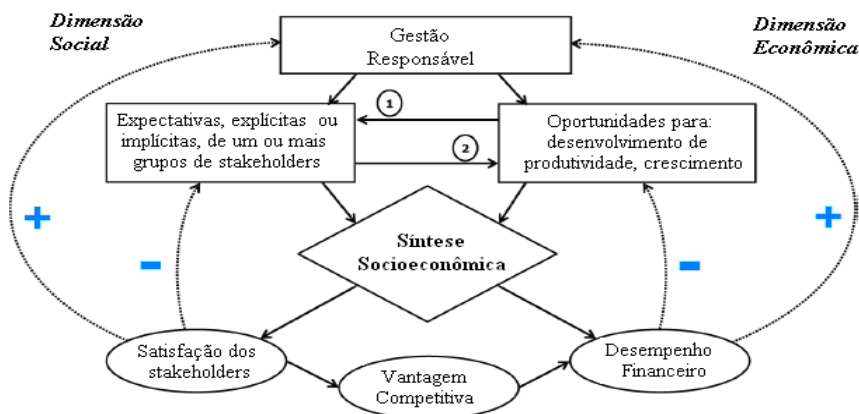 Dimensão
Social
Gestão
Responsável
Dimensão
Econômica
Expectativas, explícitas ou
implícitas, de um ou mais
grupos de stakeholders
1
2
Oportunidades para:
desenvolvimento de
produtividade, crescimento
+
+
Síntese
Socioeconômica
-
-
Satisfação dos
stakeholders
Vantagem
Competitiva
Desempenho
Financeiro